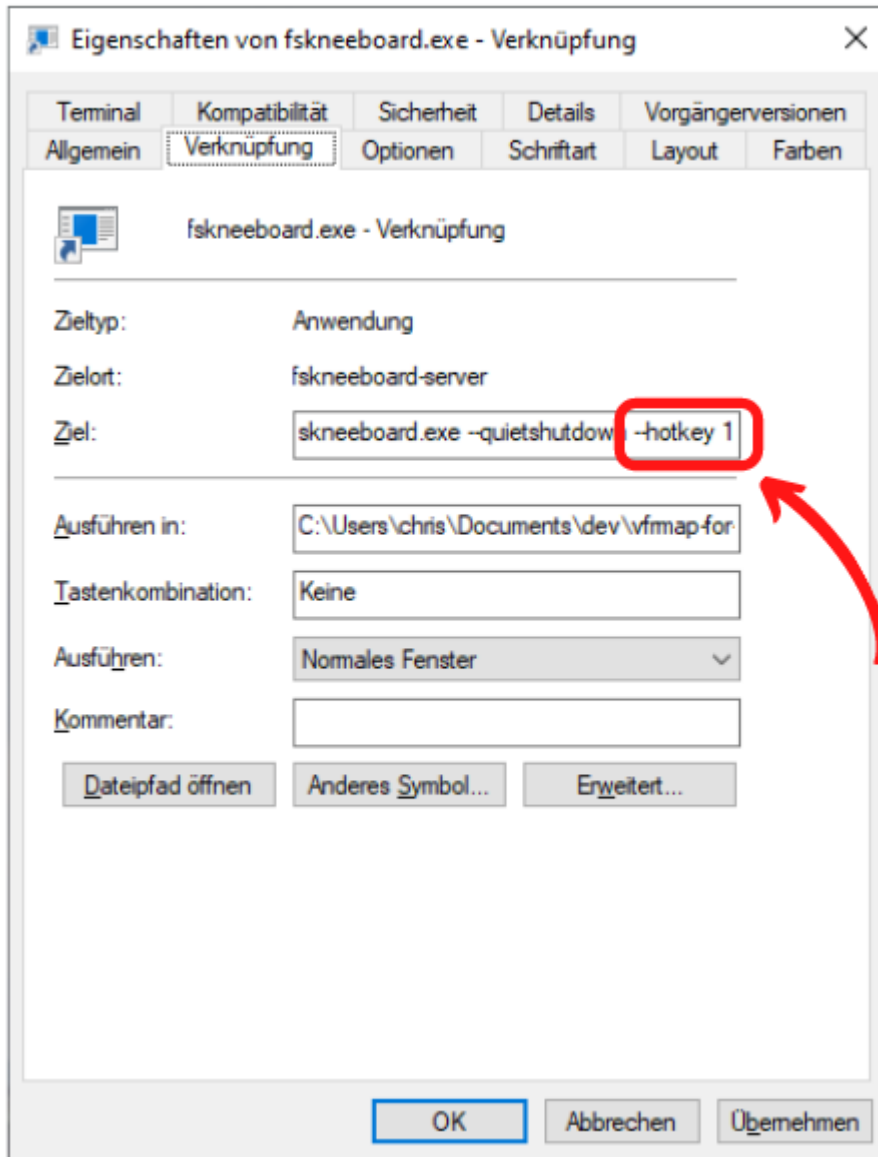 Eigenschaften von fskneeboard.exe - Verknüpfung
Terminal Kompatibilität Sicherheit Details Vorgängerversionen
Allgemein Verknüpfung Optionen Schriftart Layout Farben
fskneeboard.exe - Verknüpfung
Zieltyp: Anwendung
Zielort: fskneeboard-server
Ziel: skneeboard.exe --quietshutdown --hotkey 1
Ausführen in: C:\Users\chris\Documents\dev\vfrmap-for-
Tastenkombination: Keine
Ausführen: Normales Fenster
Kommentar:
Dateipfad öffnen Anderes Symbol... Erweitert...
OK Abbrechen Übernehmen